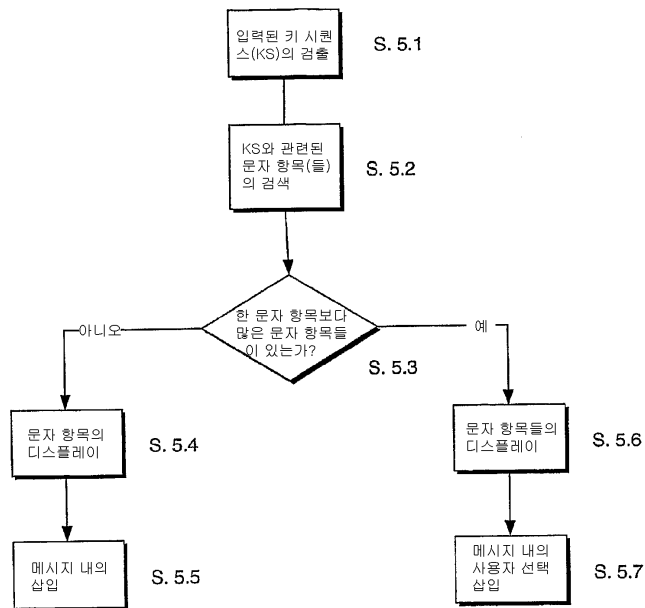 입력된 키 시퀀
스(KS)의 검출
S. 5.1
KS와 관련된
문자 항목(들)
의 검색
S. 5.2
한 문자 항목보다
많은 문자 항목들
이 있는가?
S. 5.3
아니오
예
문자 항목의
디스플레이
S. 5.4
문자 항목들의
디스플레이
S. 5.6
메시지 내의
삽입
S. 5.5
메시지 내의
사용자 선택
삽입
S. 5.7